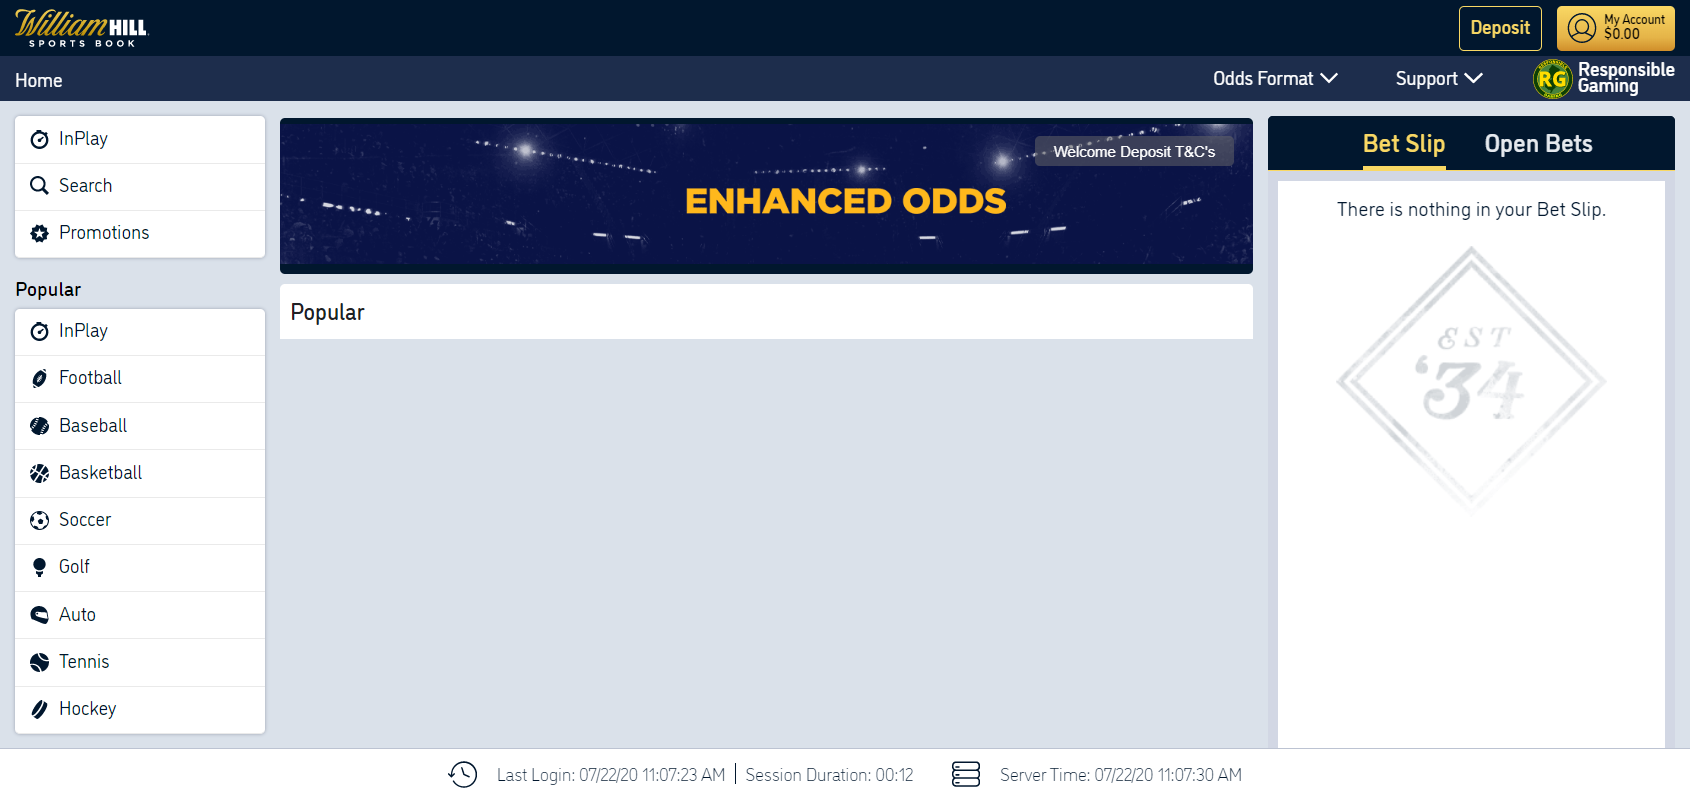 William HILL
SPORTS BOOK
Deposit
My Account
$0.00
Home
Odds Format
Support
RESPONSIBLE
RG
GAMING
Responsible
Gaming
InPlay
Search
Promotions
Popular
InPlay
Football
Baseball
Basketball
Soccer
Golf
Auto
Tennis
Hockey
Welcome Deposit T&C's
ENHANCED ODDS
Popular
Bet Slip
Open Bets
There is nothing in your Bet Slip.
EST
'34
Last Login: 07/22/20 11:07:23 AM
Session Duration: 00:12
Server Time: 07/22/20 11:07:30 AM